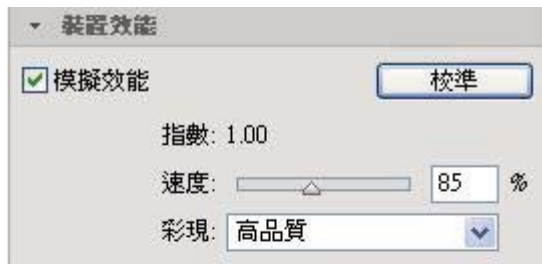 裝置效能
模擬效能 校準
指數: 1.00
速度: 85 %
彩現: 高品質